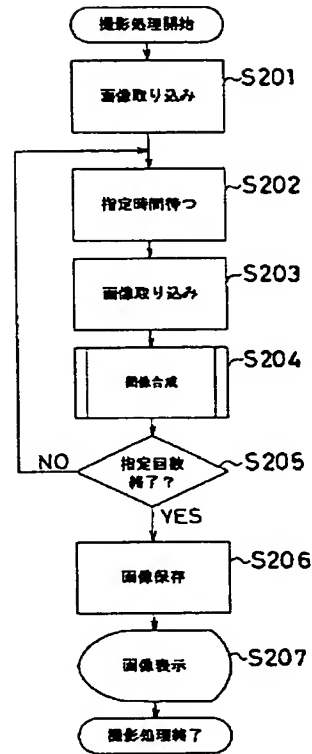 撮影処理開始
画像取り込み
S201
指定時間待つ
S202
画像取り込み
S203
画像合成
S204
指定回数
終了?
S205
NO
YES
画像保存
S206
画像表示
S207
撮影処理終了